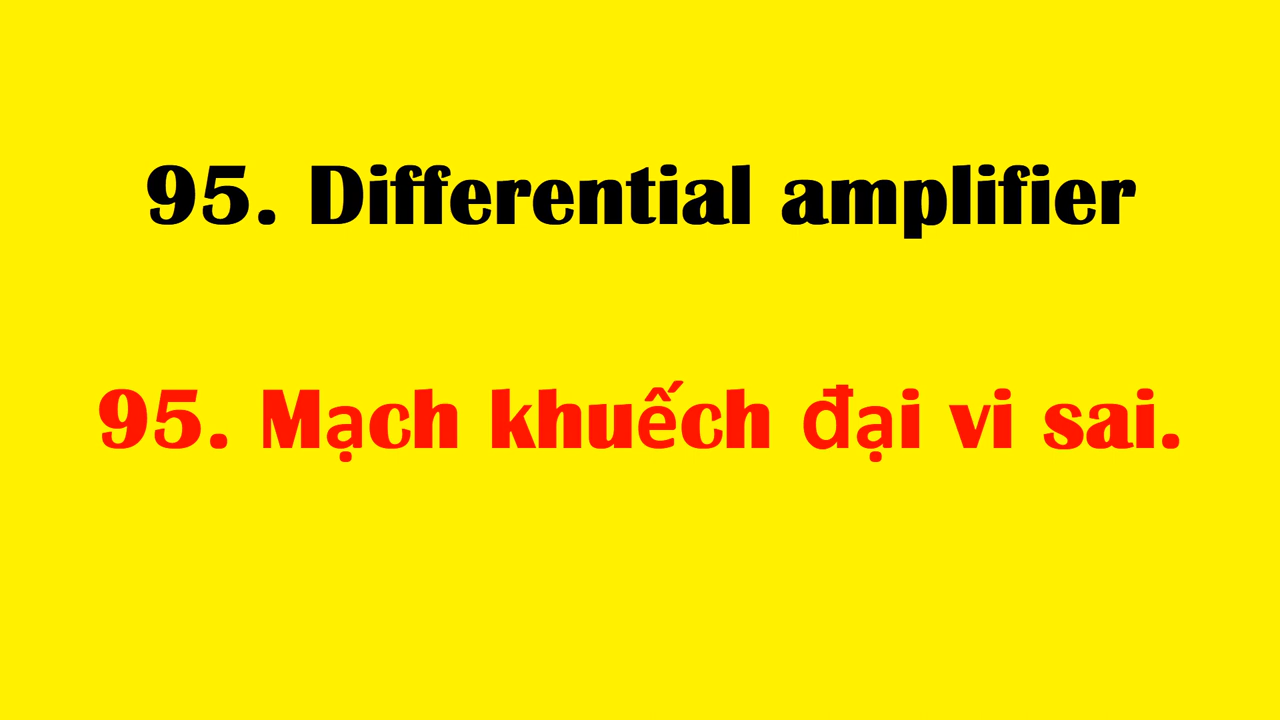 95. Differential amplifier
95. Mạch khuếch đại vi sai.